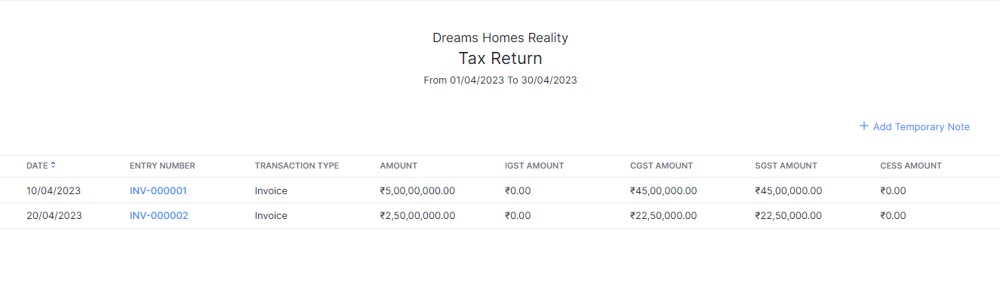 Dreams Homes Reality
Tax Return
From 01/04/2023 To 30/04/2023
+ Add Temporary Note
DATE ENTRY NUMBER TRANSACTION TYPE AMOUNT IGST AMOUNT CGST AMOUNT SGST AMOUNT CESS AMOUNT
10/04/2023 INV-000001 Invoice ₹5,00,00,000.00 ₹0.00 ₹45,00,000.00 ₹45,00,000.00 ₹0.00
20/04/2023 INV-000002 Invoice ₹2,50,00,000.00 ₹0.00 ₹22,50,000.00 ₹22,50,000.00 ₹0.00